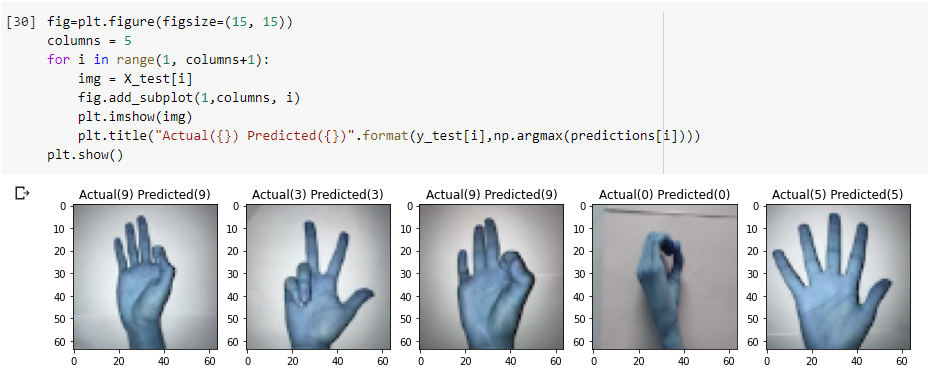 [30] fig=plt.figure(figsize=(15, 15))
columns = 5
for i in range(1, columns+1):
    img = X_test[i]
    fig.add_subplot(1,columns, i)
    plt.imshow(img)
    plt.title("Actual({}) Predicted({})".format(y_test[i],np.argmax(predictions[i])))
plt.show()
Actual(9) Predicted(9) Actual(3) Predicted(3) Actual(9) Predicted(9) Actual(0) Predicted(0) Actual(5) Predicted(5)
0 0 0 0 0
10 10 10 10 10
20 20 20 20 20
30 30 30 30 30
40 40 40 40 40
50 50 50 50 50
60 60 60 60 60
0 20 40 60 0 20 40 60 0 20 40 60 0 20 40 60 0 20 40 60